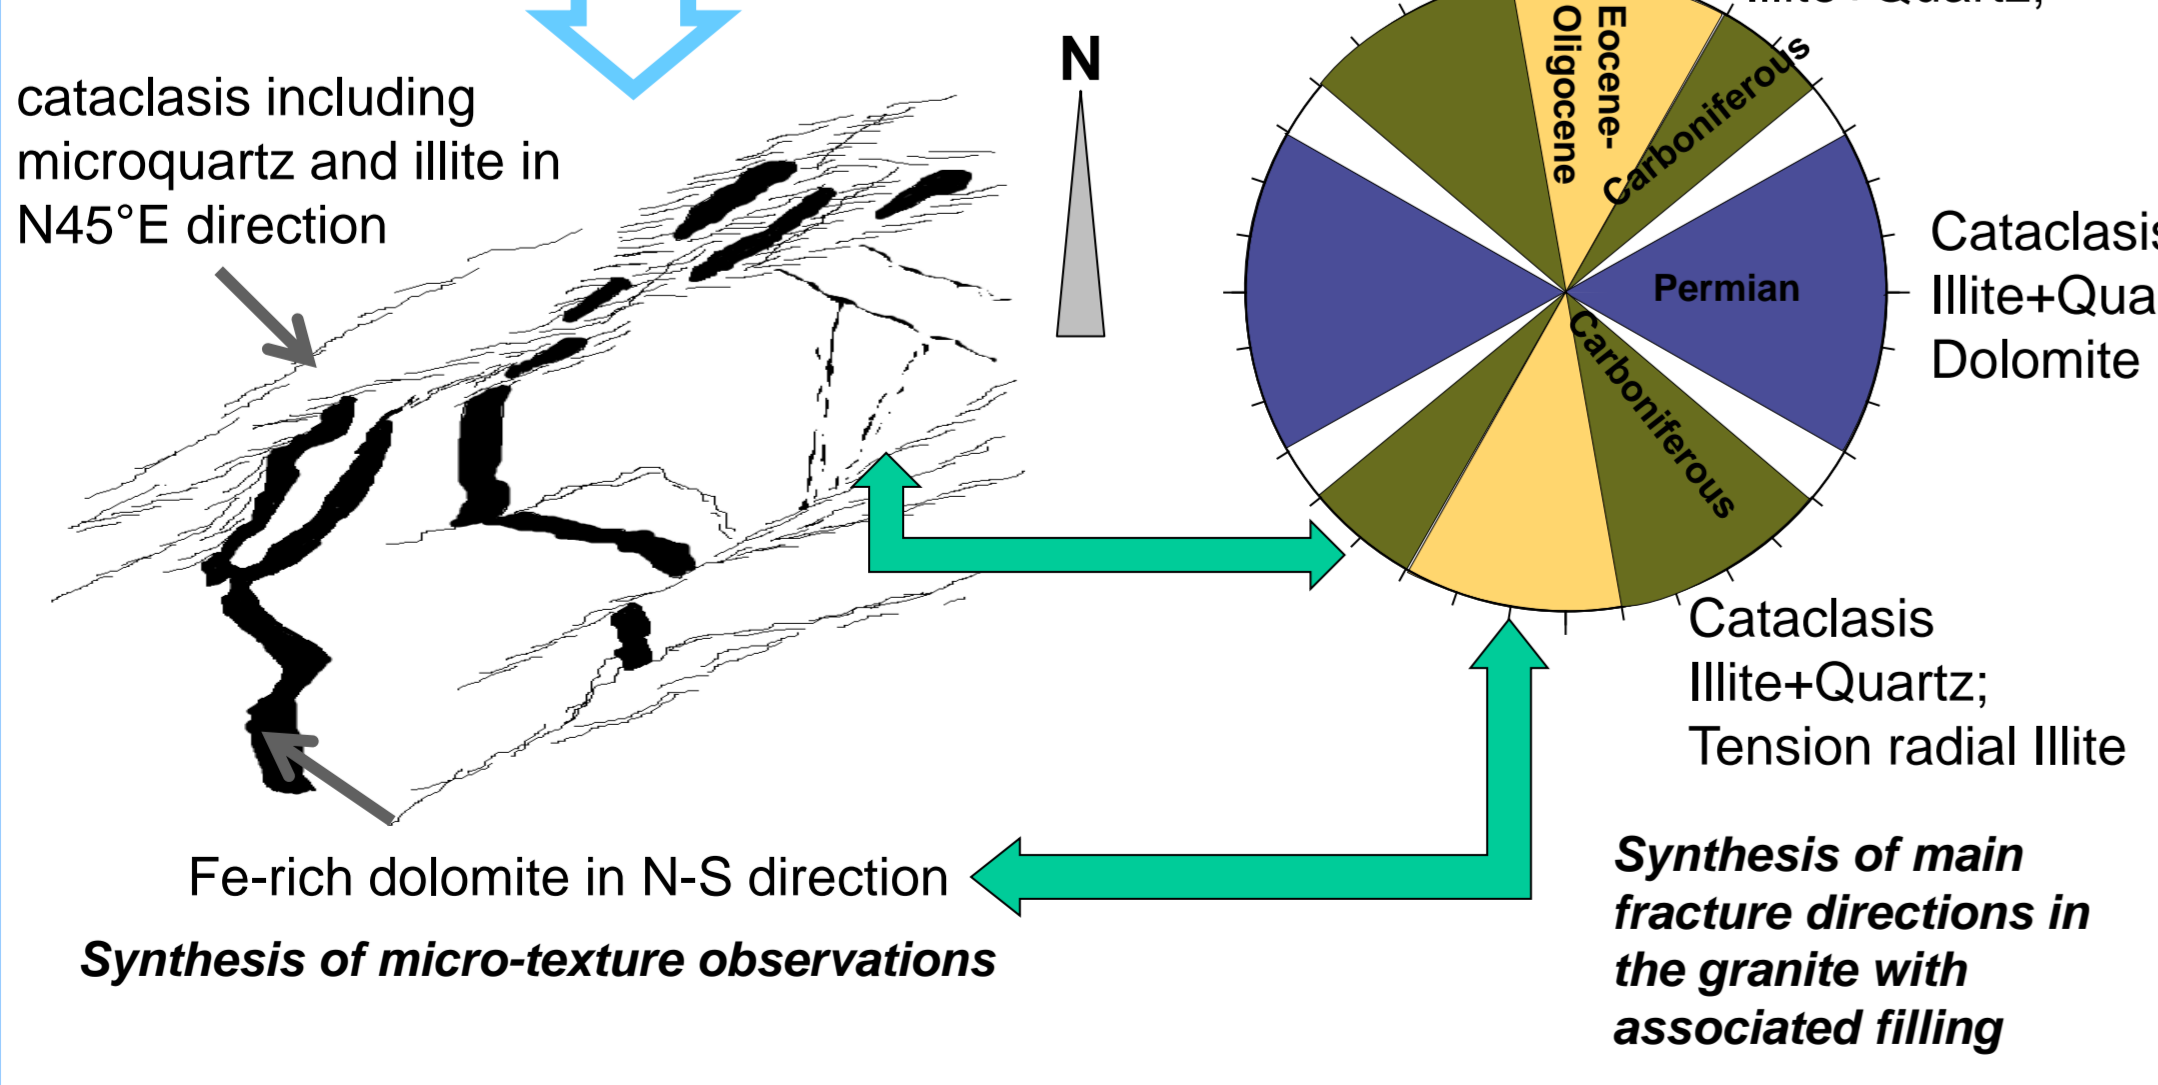 cataclasis including
microquartz and illite in
N45°E direction
N
Eocene-
Oligocene
Carboniferous
Permian
Carboniferous
Illite+Quartz;
Dolomite
Cataclasis
Illite+Quartz;
Tension radial Illite
Fe-rich dolomite in N-S direction
Synthesis of micro-texture observations
Synthesis of main
fracture directions in
the granite with
associated filling